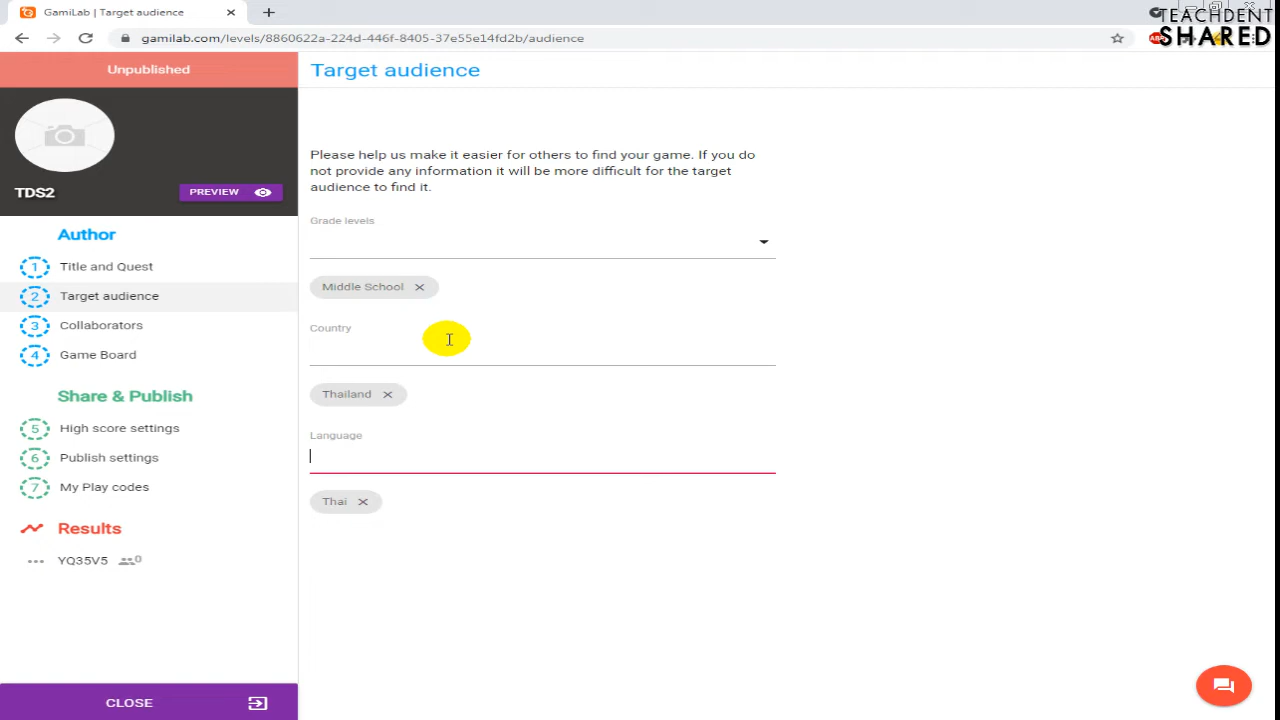 GamiLab | Target audience
TEACHDENT
SHARED
gamilab.com/levels/8860622a-224d-446f-8405-37e55e14fd2b/audience
Unpublished
TDS2
PREVIEW
Author
1 Title and Quest
2 Target audience
3 Collaborators
4 Game Board
Share & Publish
5 High score settings
6 Publish settings
7 My Play codes
Results
YQ35V5 0
CLOSE
Target audience
Please help us make it easier for others to find your game. If you do
not provide any information it will be more difficult for the target
audience to find it.
Grade levels
Middle School
Country
Thailand
Language
Thai